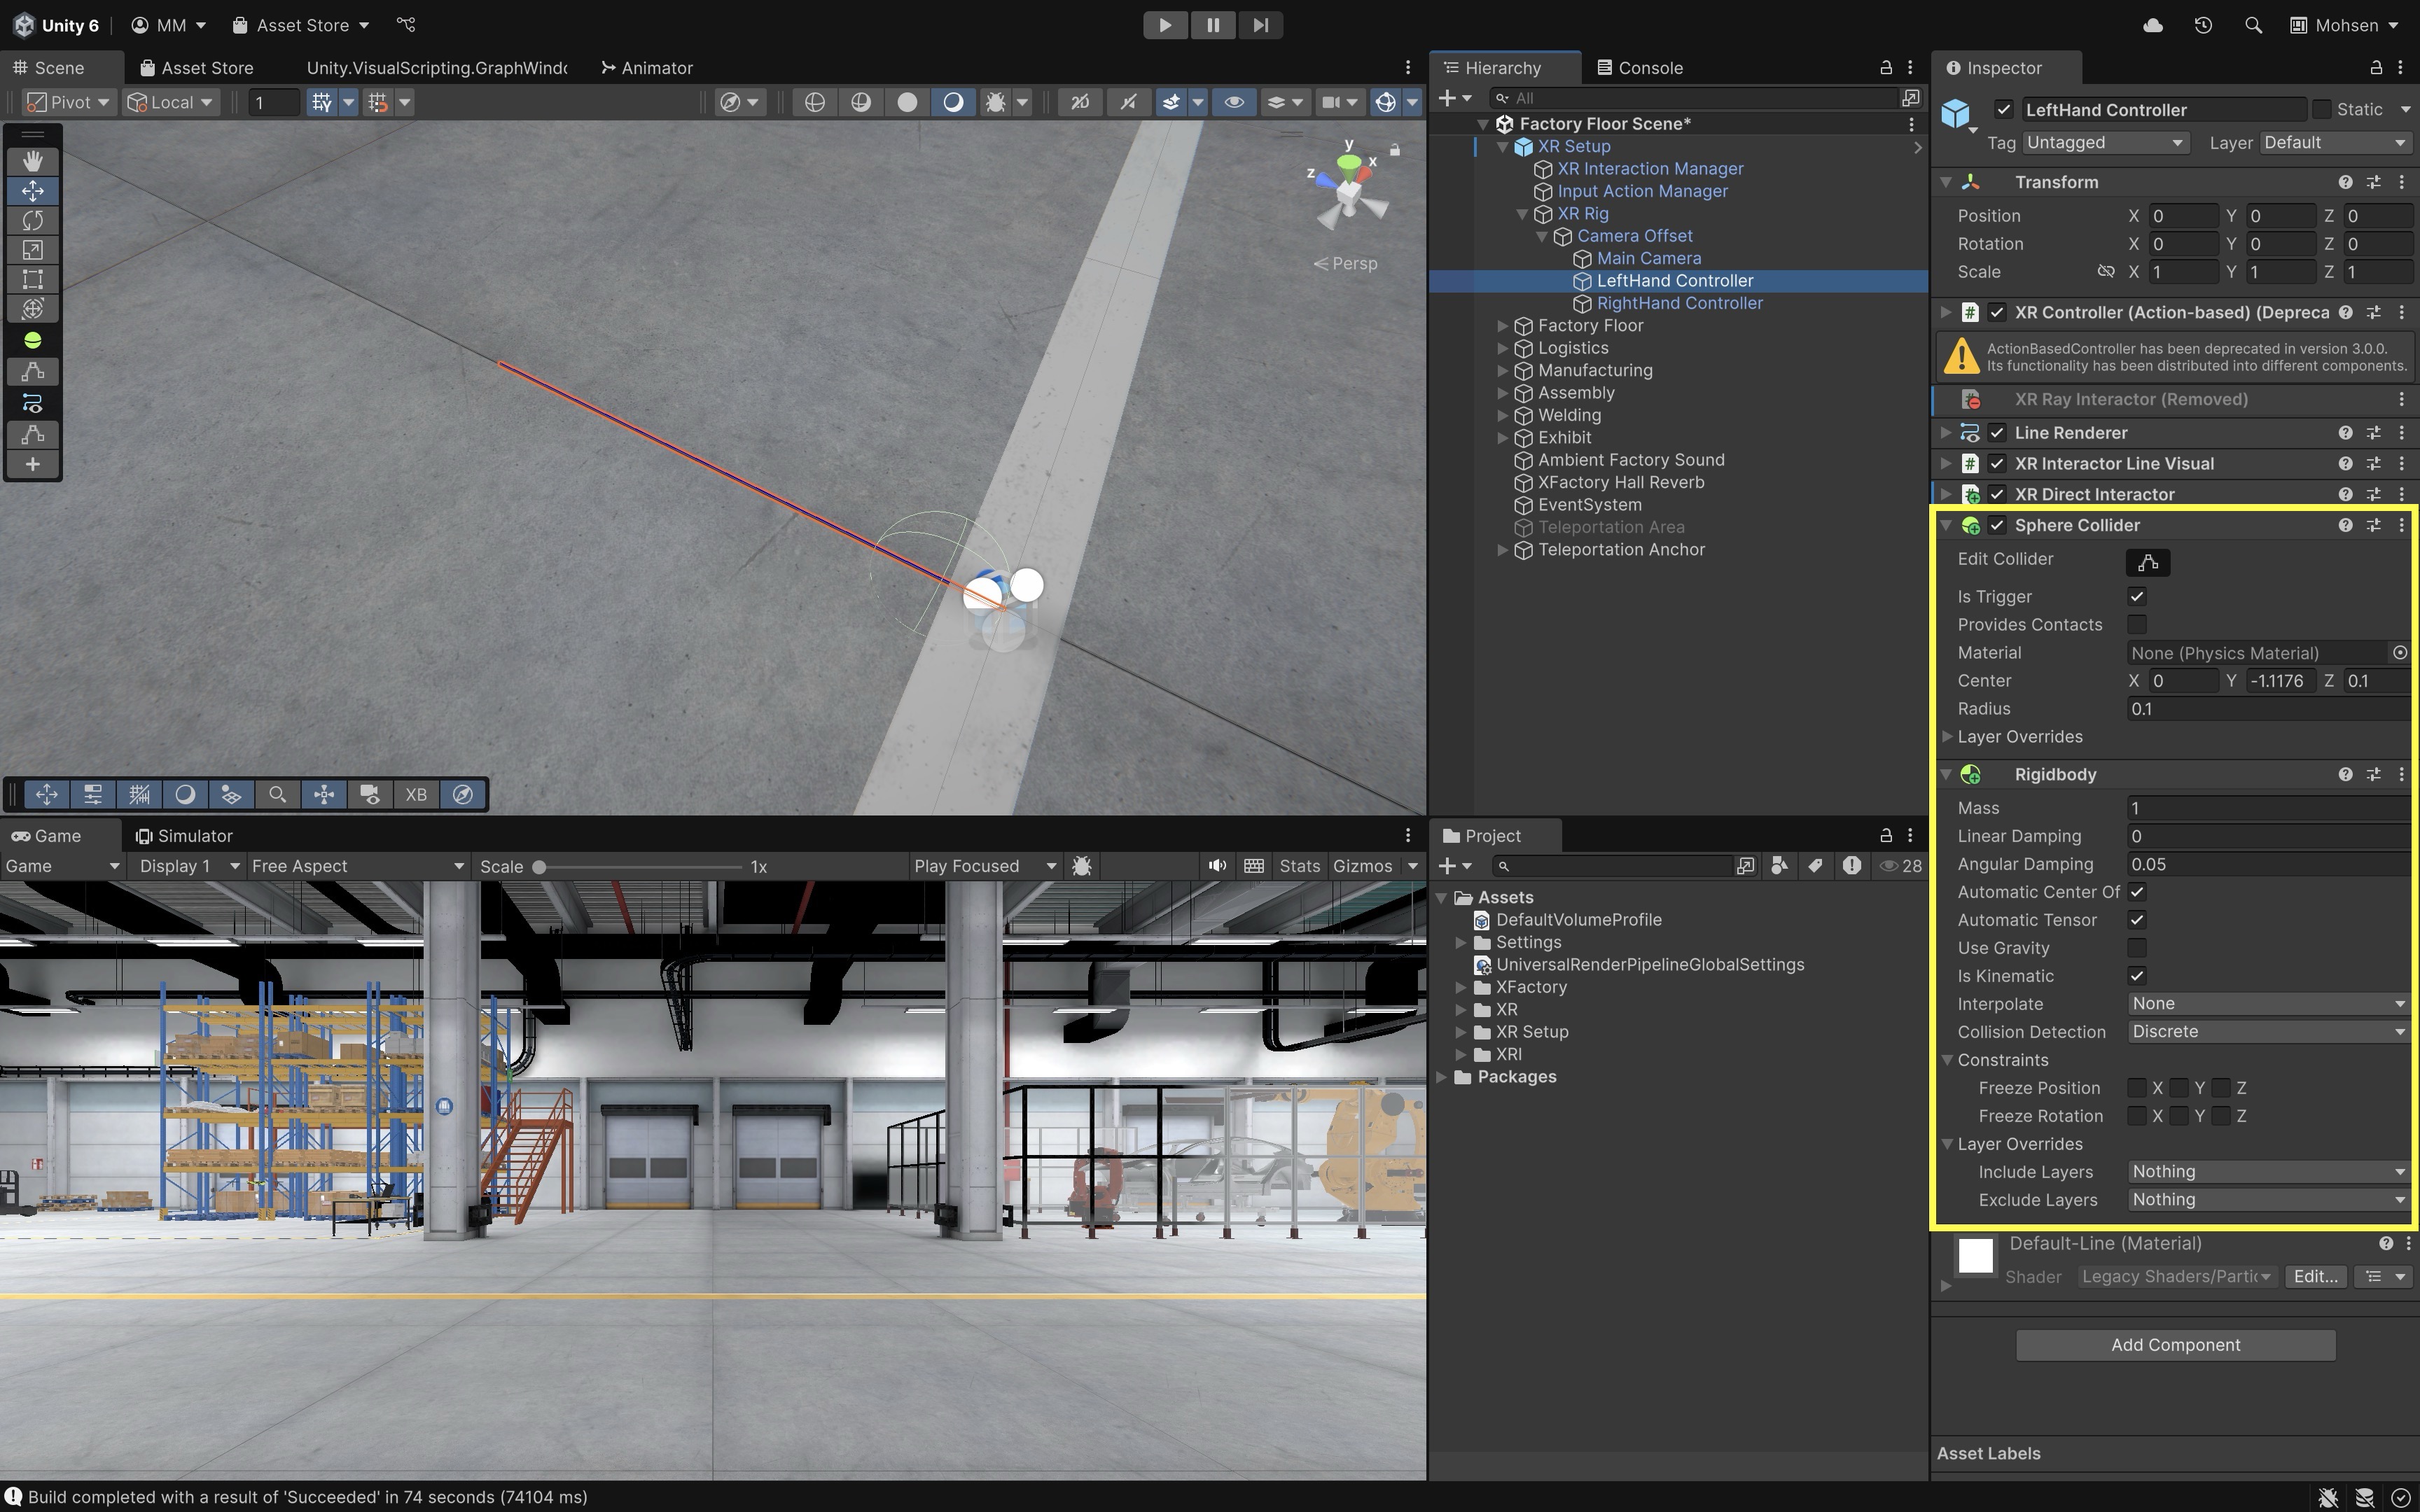 Unity 6
MM
Asset Store
Mohsen
Scene
Asset Store
Unity.VisualScripting.GraphWindo
Animator
Pivot
Local
1
2D
y
x
z
Persp
XB
Hierarchy
Console
All
Factory Floor Scene*
XR Setup
XR Interaction Manager
Input Action Manager
XR Rig
Camera Offset
Main Camera
LeftHand Controller
RightHand Controller
Factory Floor
Logistics
Manufacturing
Assembly
Welding
Exhibit
Ambient Factory Sound
XFactory Hall Reverb
EventSystem
Teleportation Area
Teleportation Anchor
Game
Simulator
Game
Display 1
Free Aspect
Scale
1x
Play Focused
Stats
Gizmos
Project
28
Assets
DefaultVolumeProfile
Settings
UniversalRenderPipelineGlobalSettings
XFactory
XR
XR Setup
XRI
Packages
Inspector
LeftHand Controller
Static
Tag Untagged Layer Default
Transform
Position X 0 Y 0 Z 0
Rotation X 0 Y 0 Z 0
Scale X 1 Y 1 Z 1
XR Controller (Action-based) (Depreca
ActionBasedController has been deprecated in version 3.0.0.
Its functionality has been distributed into different components.
XR Ray Interactor (Removed)
Line Renderer
XR Interactor Line Visual
XR Direct Interactor
Sphere Collider
Edit Collider
Is Trigger
Provides Contacts
Material None (Physics Material)
Center X 0 Y -1.1176 Z 0.1
Radius 0.1
Layer Overrides
Rigidbody
Mass 1
Linear Damping 0
Angular Damping 0.05
Automatic Center Of
Automatic Tensor
Use Gravity
Is Kinematic
Interpolate None
Collision Detection Discrete
Constraints
Freeze Position X Y Z
Freeze Rotation X Y Z
Layer Overrides
Include Layers Nothing
Exclude Layers Nothing
Default-Line (Material)
Shader Legacy Shaders/Partic Edit...
Add Component
Asset Labels
Build completed with a result of 'Succeeded' in 74 seconds (74104 ms)